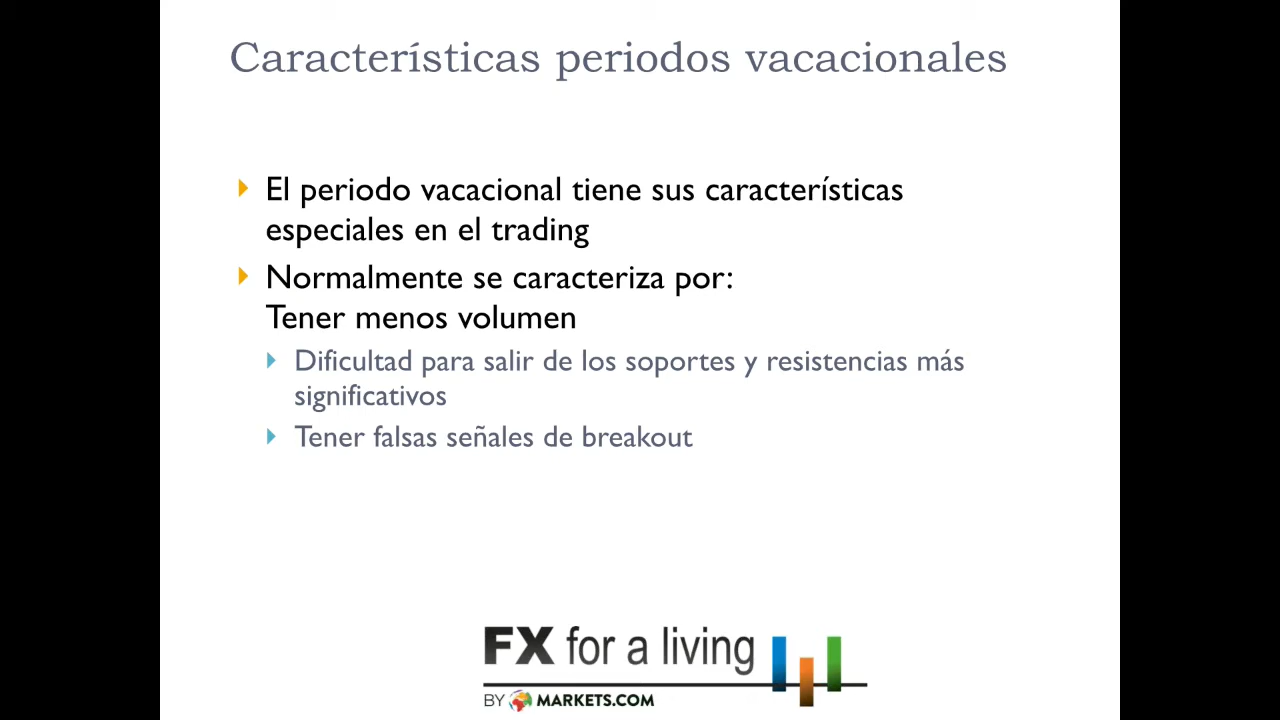 Características periodos vacacionales
El periodo vacacional tiene sus características
especiales en el trading
Normalmente se caracteriza por:
Tener menos volumen
Dificultad para salir de los soportes y resistencias más
significativos
Tener falsas señales de breakout
FX for a living
BY MARKETS.COM